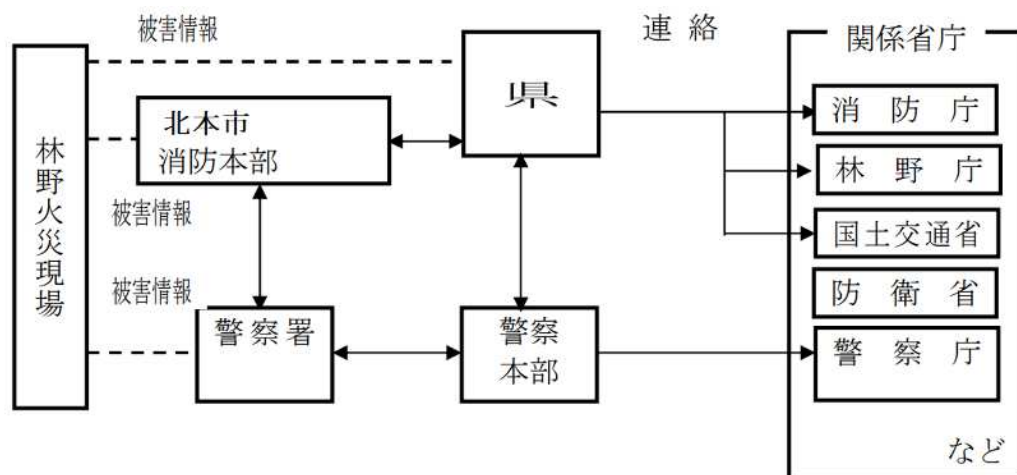 被害情報
連絡
関係省庁
林野火災現場
北本市
消防本部
県
消防庁
林野庁
国土交通省
防衛省
警察庁
など
被害情報
被害情報
警察署
警察
本部